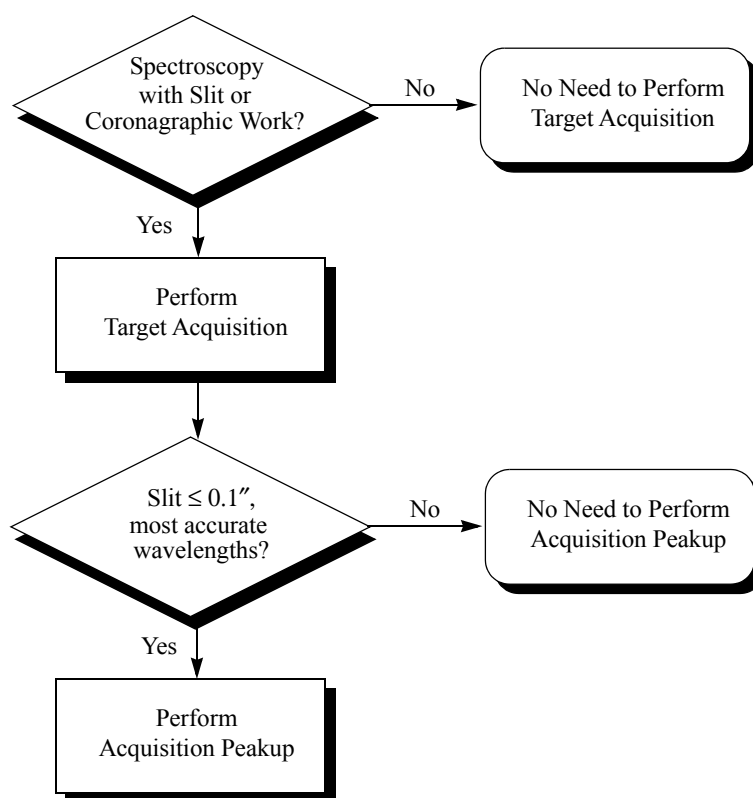 Spectroscopy
with Slit or
Coronagraphic Work?
No
No Need to Perform
Target Acquisition
Yes
Perform
Target Acquisition
Slit ≤ 0.1″,
most accurate
wavelengths?
No
No Need to Perform
Acquisition Peakup
Yes
Perform
Acquisition Peakup